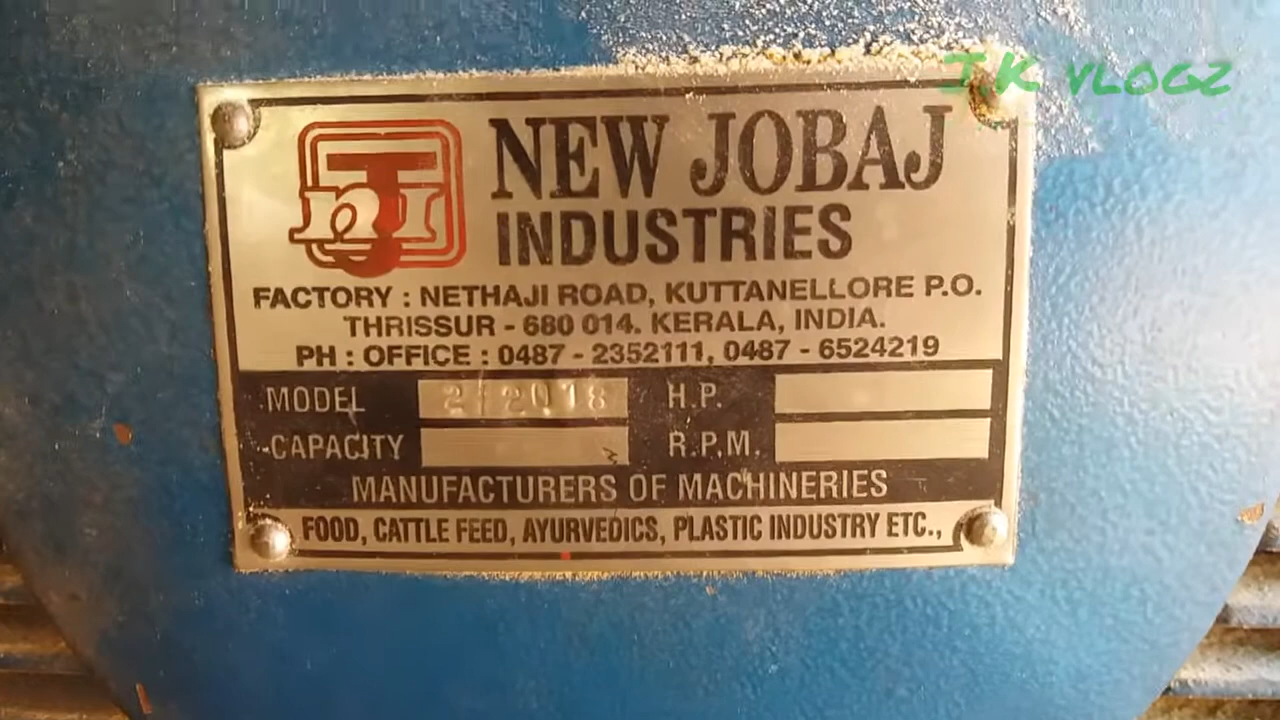 J.K VLOGZ
NEW JOBAJ
INDUSTRIES
FACTORY : NETHAJI ROAD, KUTTANELLORE P.O.
THRISSUR - 680 014. KERALA, INDIA.
PH : OFFICE : 0487 - 2352111, 0487 - 6524219
MODEL 2/2018 H.P.
CAPACITY R.P.M.
MANUFACTURERS OF MACHINERIES
FOOD, CATTLE FEED, AYURVEDICS, PLASTIC INDUSTRY ETC.,